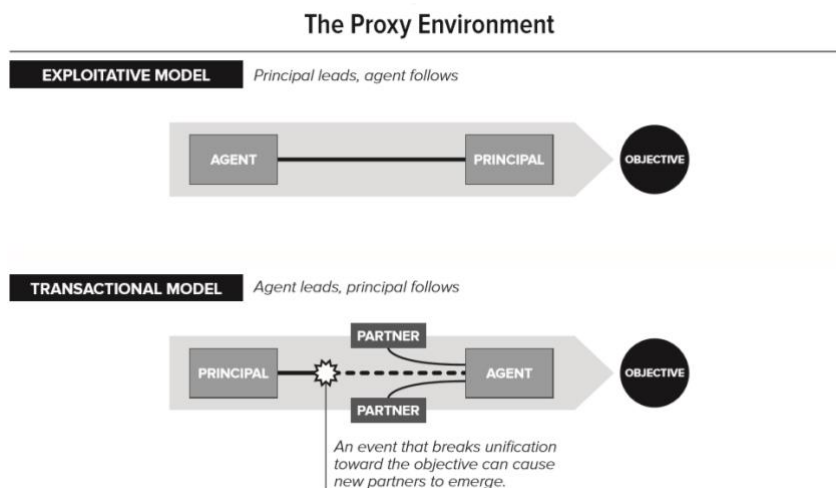 The Proxy Environment
EXPLOITATIVE MODEL Principal leads, agent follows
AGENT PRINCIPAL OBJECTIVE
TRANSACTIONAL MODEL Agent leads, principal follows
PARTNER
PRINCIPAL AGENT OBJECTIVE
PARTNER
An event that breaks unification
toward the objective can cause
new partners to emerge.